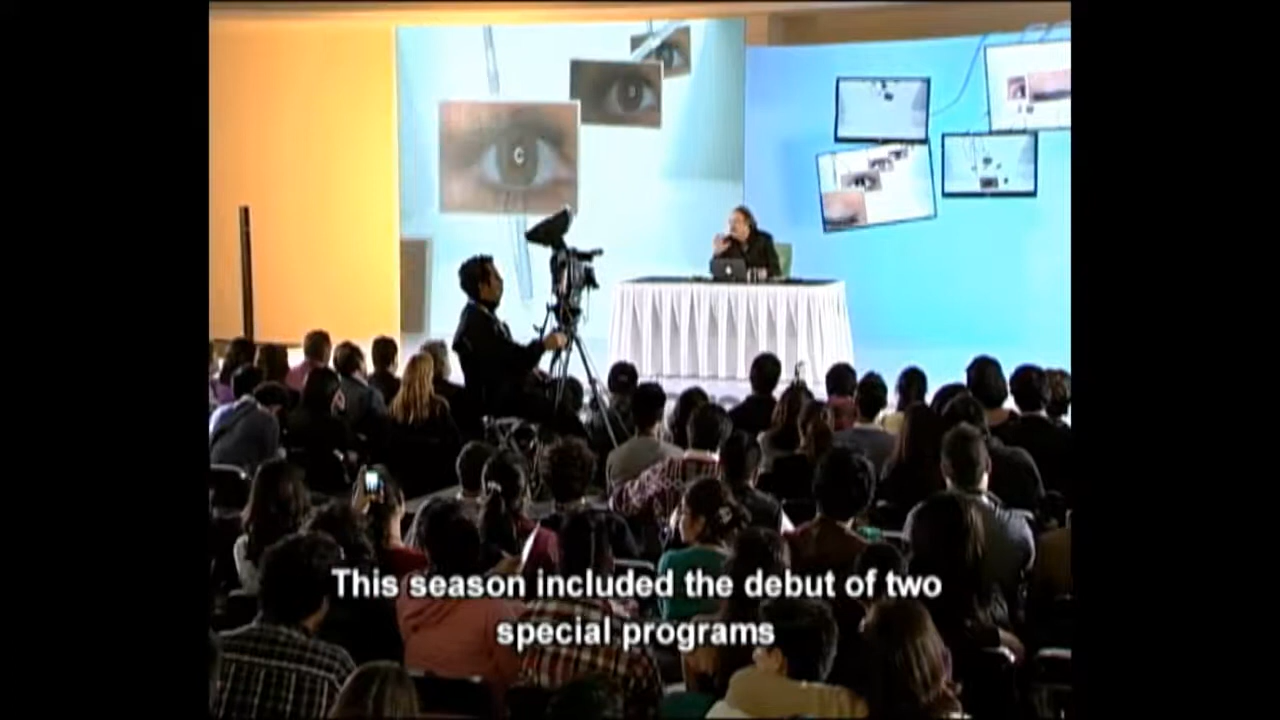 This season included the debut of two
special programs